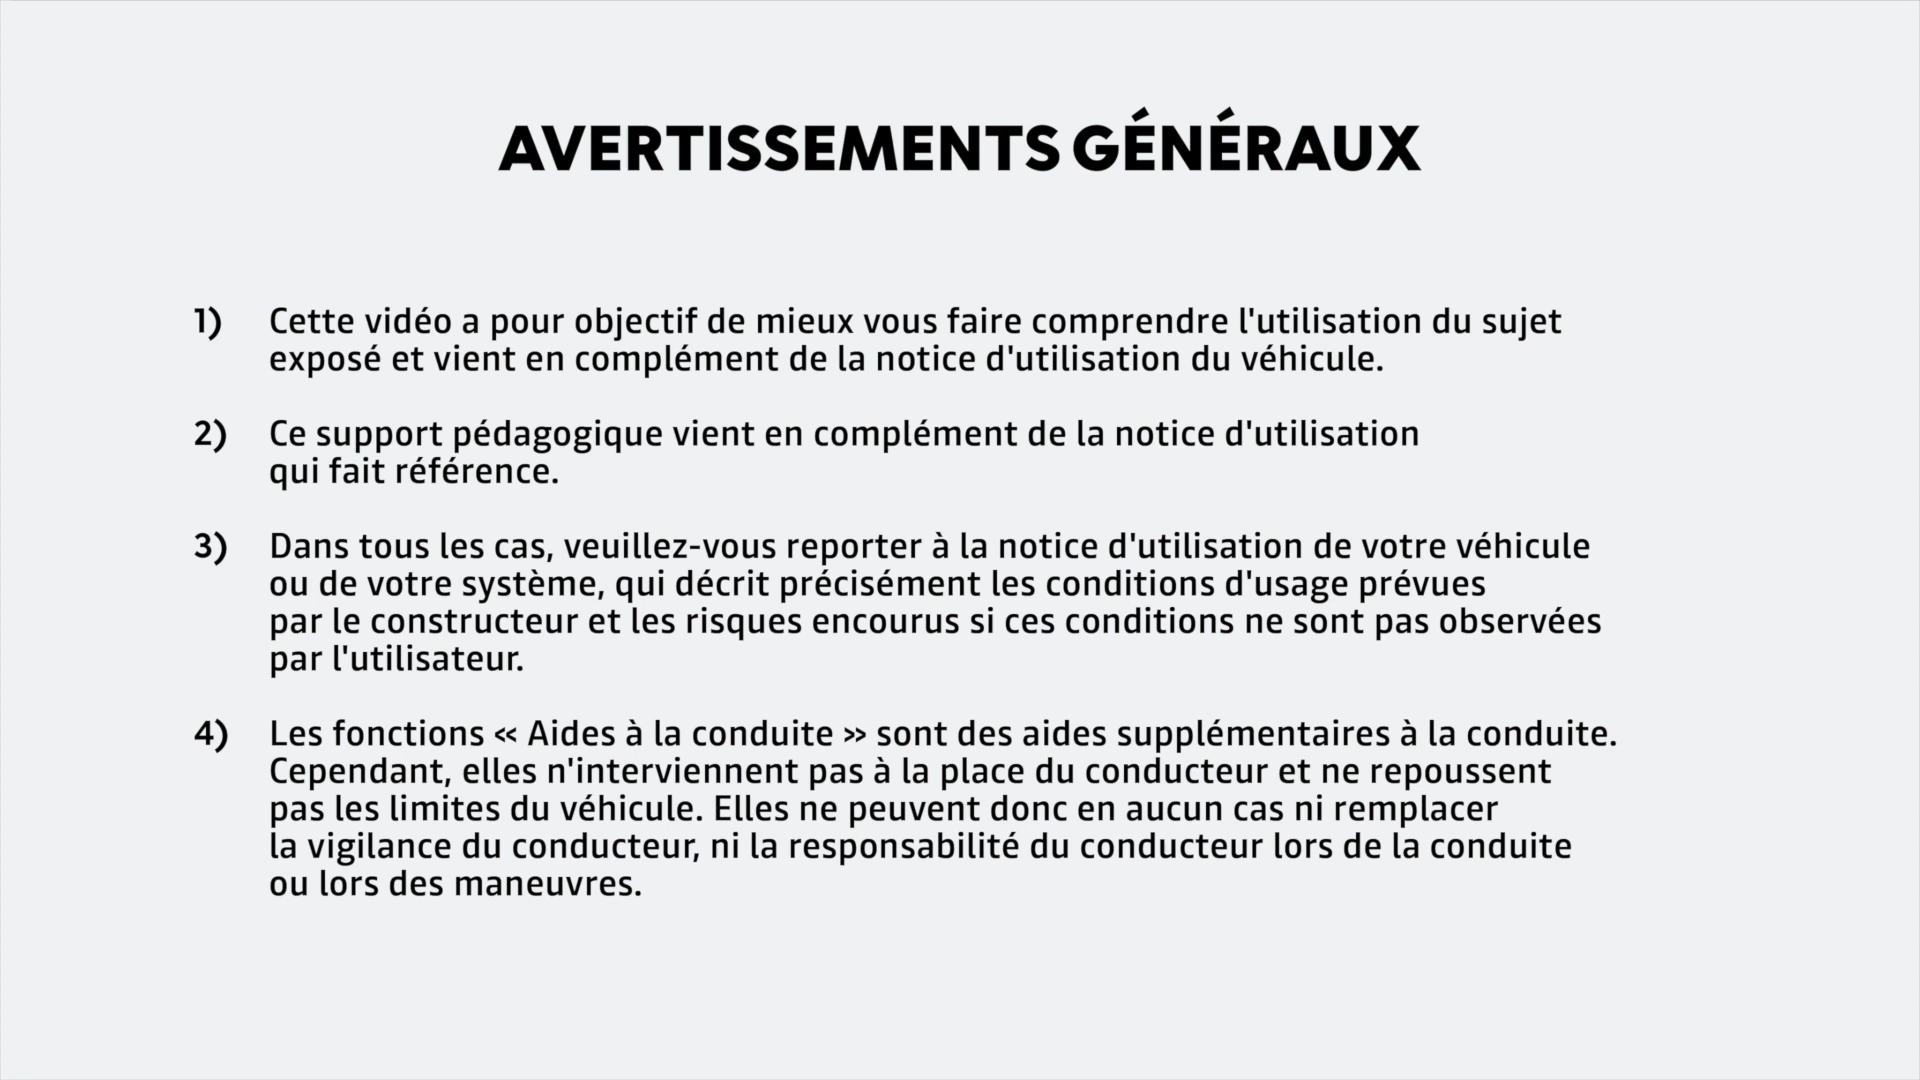 AVERTISSEMENTS GÉNÉRAUX
1) Cette vidéo a pour objectif de mieux vous faire comprendre l'utilisation du sujet
exposé et vient en complément de la notice d'utilisation du véhicule.
2) Ce support pédagogique vient en complément de la notice d'utilisation
qui fait référence.
3) Dans tous les cas, veuillez-vous reporter à la notice d'utilisation de votre véhicule
ou de votre système, qui décrit précisément les conditions d'usage prévues
par le constructeur et les risques encourus si ces conditions ne sont pas observées
par l'utilisateur.
4) Les fonctions « Aides à la conduite » sont des aides supplémentaires à la conduite.
Cependant, elles n'interviennent pas à la place du conducteur et ne repoussent
pas les limites du véhicule. Elles ne peuvent donc en aucun cas ni remplacer
la vigilance du conducteur, ni la responsabilité du conducteur lors de la conduite
ou lors des maneuvres.